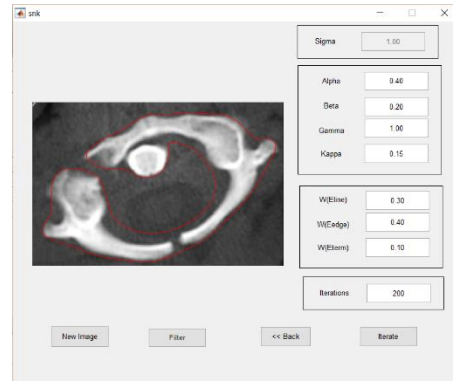 snk
Sigma 1.00
Alpha 0.40
Beta 0.20
Gamma 1.00
Kappa 0.15
W(Eline) 0.30
W(Eedge) 0.40
W(Eterm) 0.10
Iterations 200
New Image Filter << Back Iterate